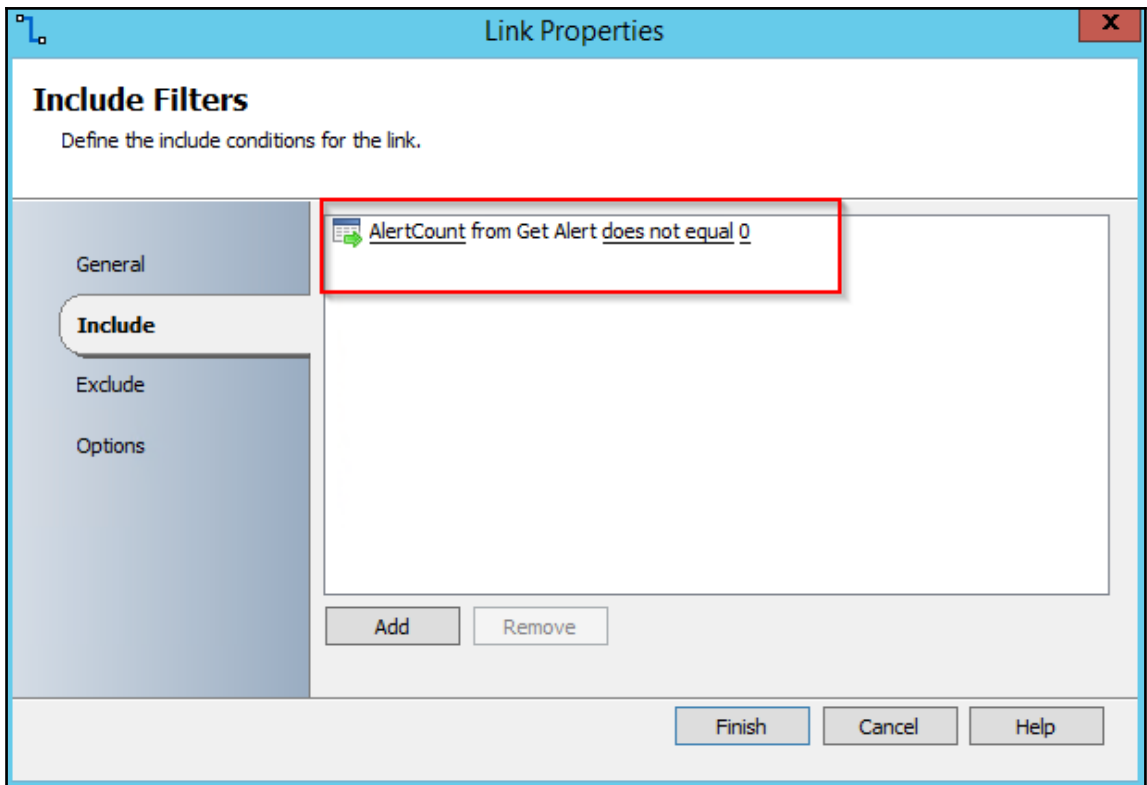 Link Properties
X
Include Filters
Define the include conditions for the link.
AlertCount from Get Alert does not equal 0
General
Include
Exclude
Options
Add Remove
Finish Cancel Help